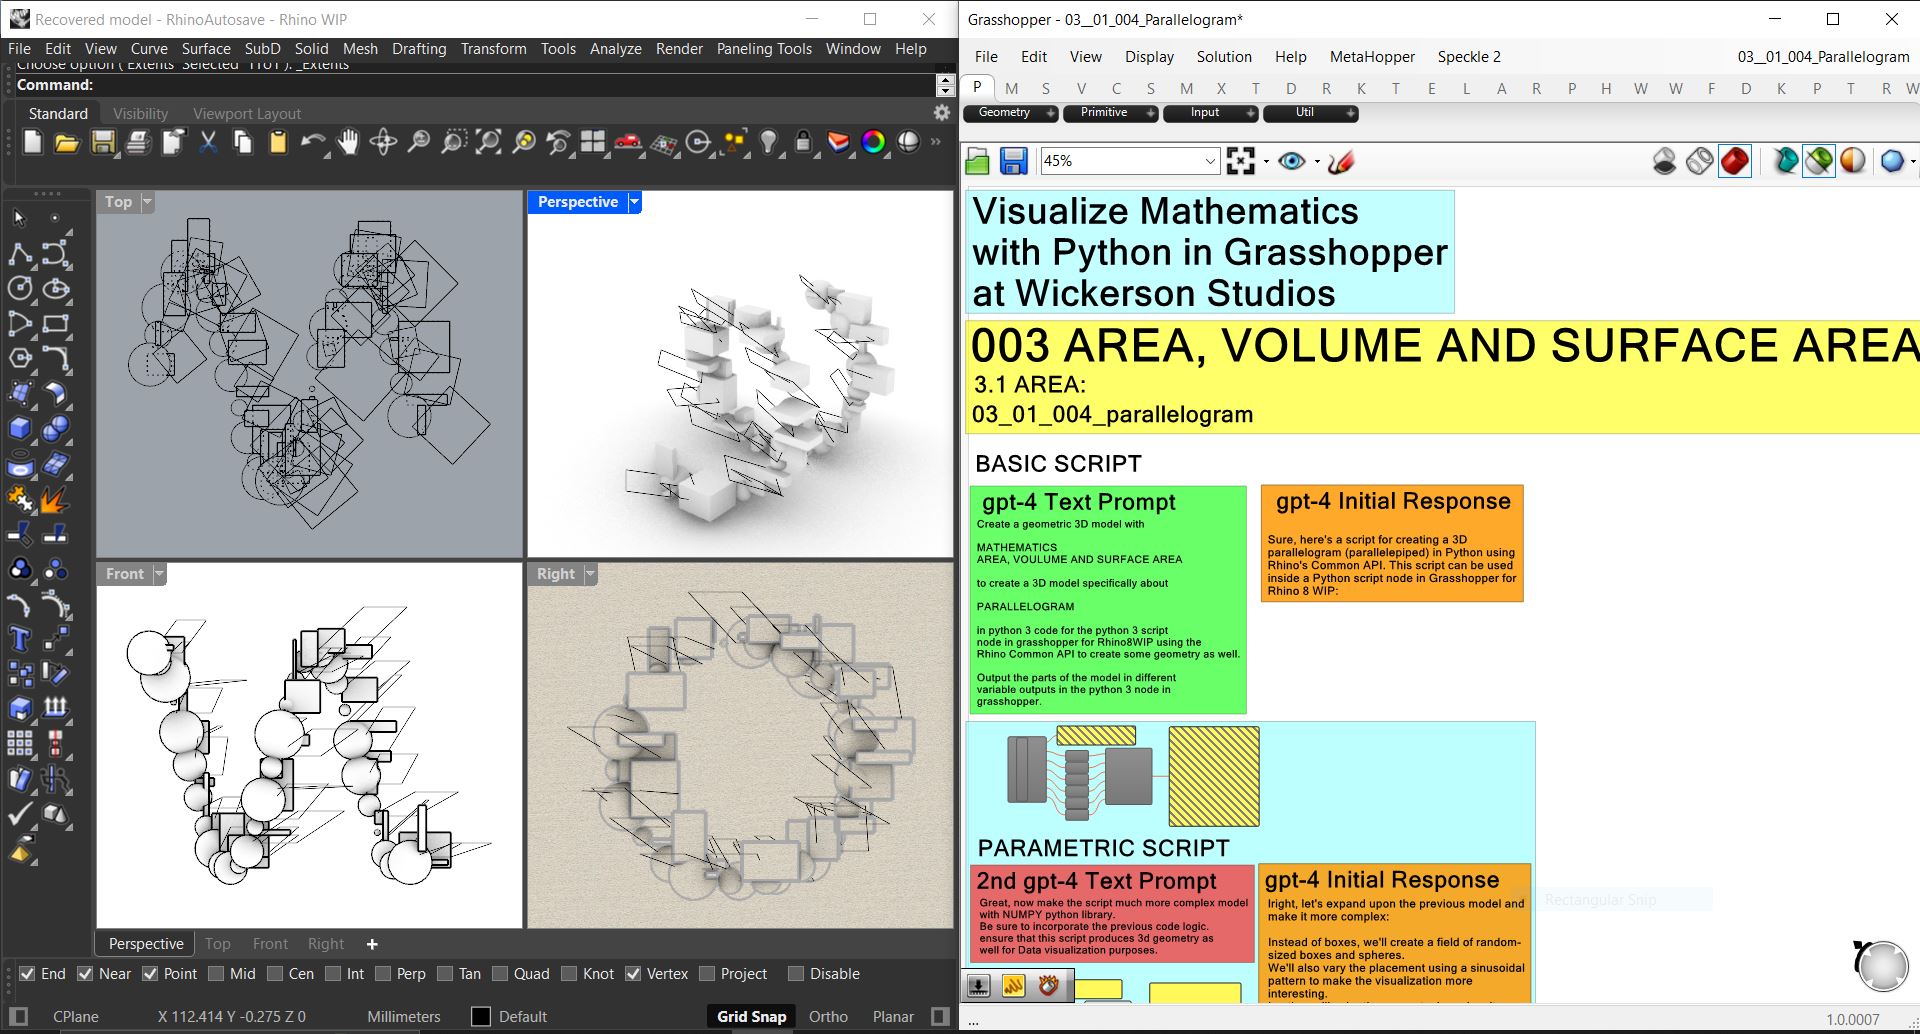 Recovered model - RhinoAutosave - Rhino WIP
File Edit View Curve Surface SubD Solid Mesh Drafting Transform Tools Analyze Render Paneling Tools Window Help
Command:
Standard Visibility Viewport Layout
Top
Perspective
Front
Right
Perspective Top Front Right
End Near Point Mid Cen Int Perp Tan Quad Knot Vertex Project Disable
CPlane X 112.414 Y -0.275 Z 0 Millimeters Default Grid Snap Ortho Planar
Grasshopper - 03__01_004_Parallelogram*
File Edit View Display Solution Help MetaHopper Speckle 2 03__01_004_Parallelogram
P M S V C S M X T D R K T E L A R P H W W F D K P T R W
Geometry Primitive Input Util
45%
Visualize Mathematics
with Python in Grasshopper
at Wickerson Studios
003 AREA, VOLUME AND SURFACE AREA
3.1 AREA:
03_01_004_parallelogram
BASIC SCRIPT
gpt-4 Text Prompt
Create a geometric 3D model with
MATHEMATICS
AREA, VOULUME AND SURFACE AREA
to create a 3D model specifically about
PARALLELOGRAM
in python 3 code for the python 3 script
node in grasshopper for Rhino8WIP using the
Rhino Common API to create some geometry as well.
Output the parts of the model in different
variable outputs in the python 3 node in
grasshopper.
gpt-4 Initial Response
Sure, here's a script for creating a 3D
parallelogram (parallelepiped) in Python using
Rhino's Common API. This script can be used
inside a Python script node in Grasshopper for
Rhino 8 WIP:
PARAMETRIC SCRIPT
2nd gpt-4 Text Prompt
Great, now make the script much more complex model
with NUMPY python library.
Be sure to incorporate the previous code logic.
ensure that this script produces 3d geometry as
well for Data visualization purposes.
gpt-4 Initial Response
lright, let's expand upon the previous model and
make it more complex:
Instead of boxes, we'll create a field of random-
sized boxes and spheres.
We'll also vary the placement using a sinusoidal
pattern to make the visualization more
interesting.
Rectangular Snip
...
1.0.0007